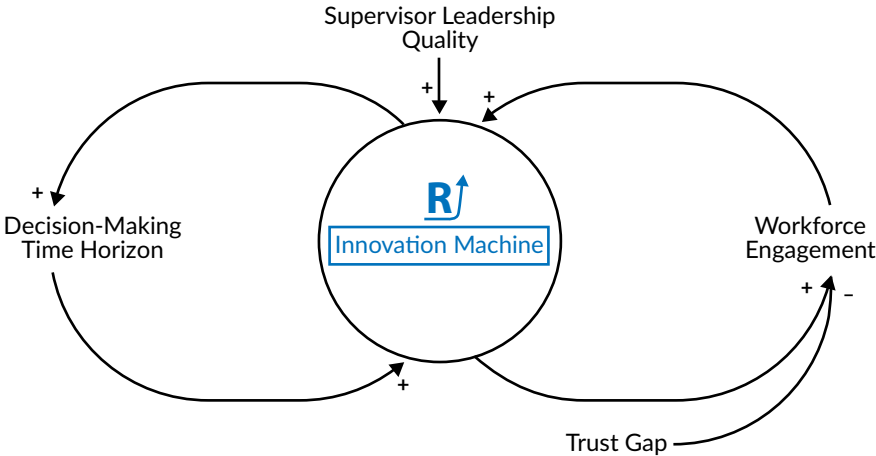 Supervisor Leadership
Quality
+
+
+
R
Innovation Machine
Decision-Making
Time Horizon
Workforce
Engagement
+
–
+
Trust Gap